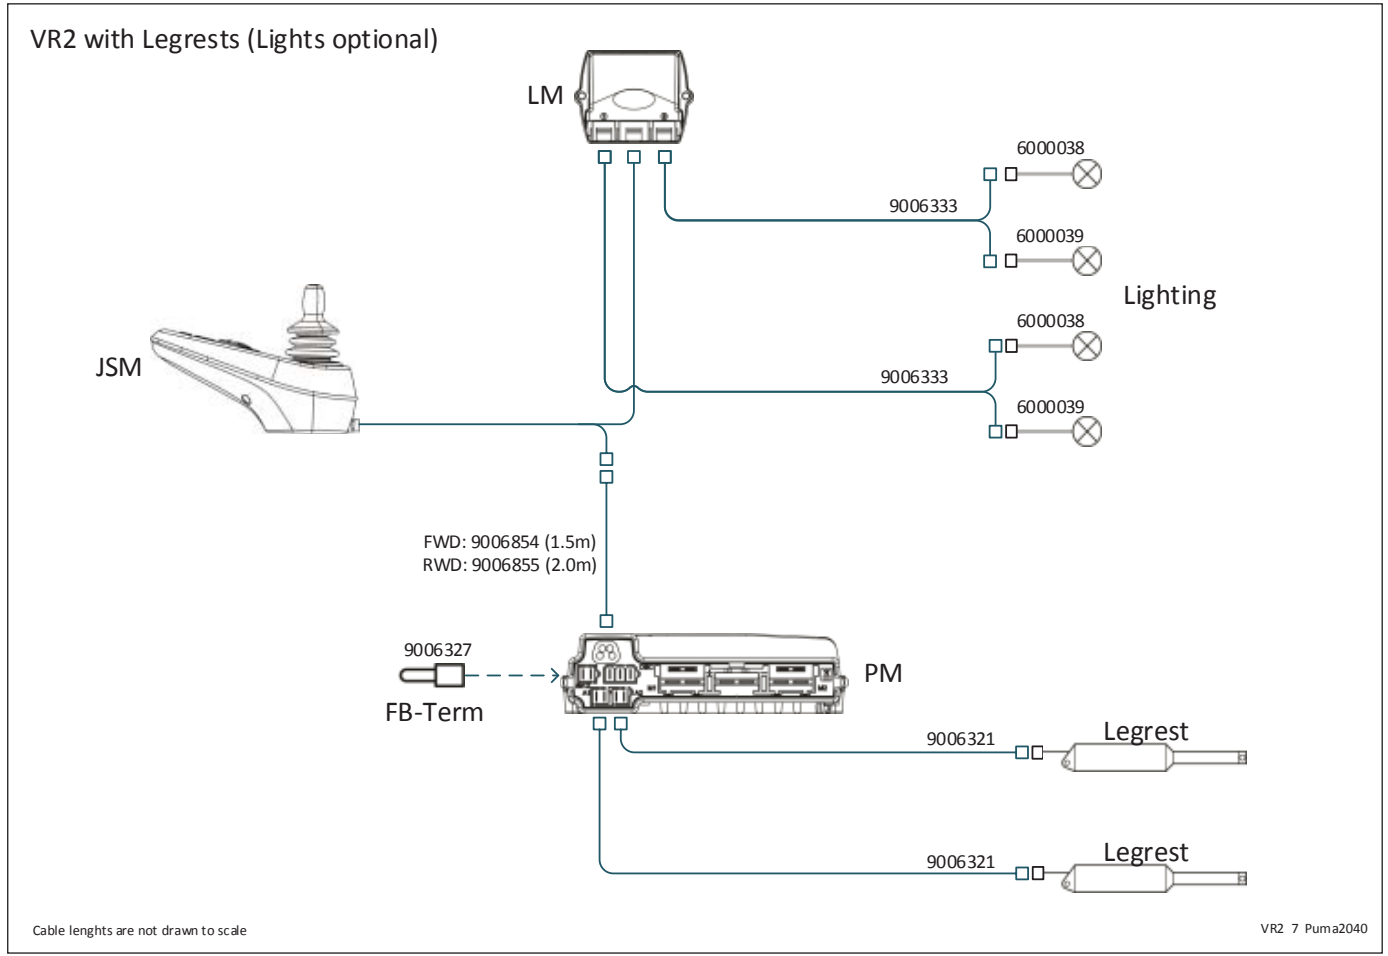 VR2 with Legrests (Lights optional)
LM
6000038
9006333
6000039
Lighting
6000038
JSM
9006333
6000039
FWD: 9006854 (1.5m)
RWD: 9006855 (2.0m)
9006327
FB-Term
PM
9006321
Legrest
9006321
Legrest
Cable lenghts are not drawn to scale
VR2 7 Puma2040